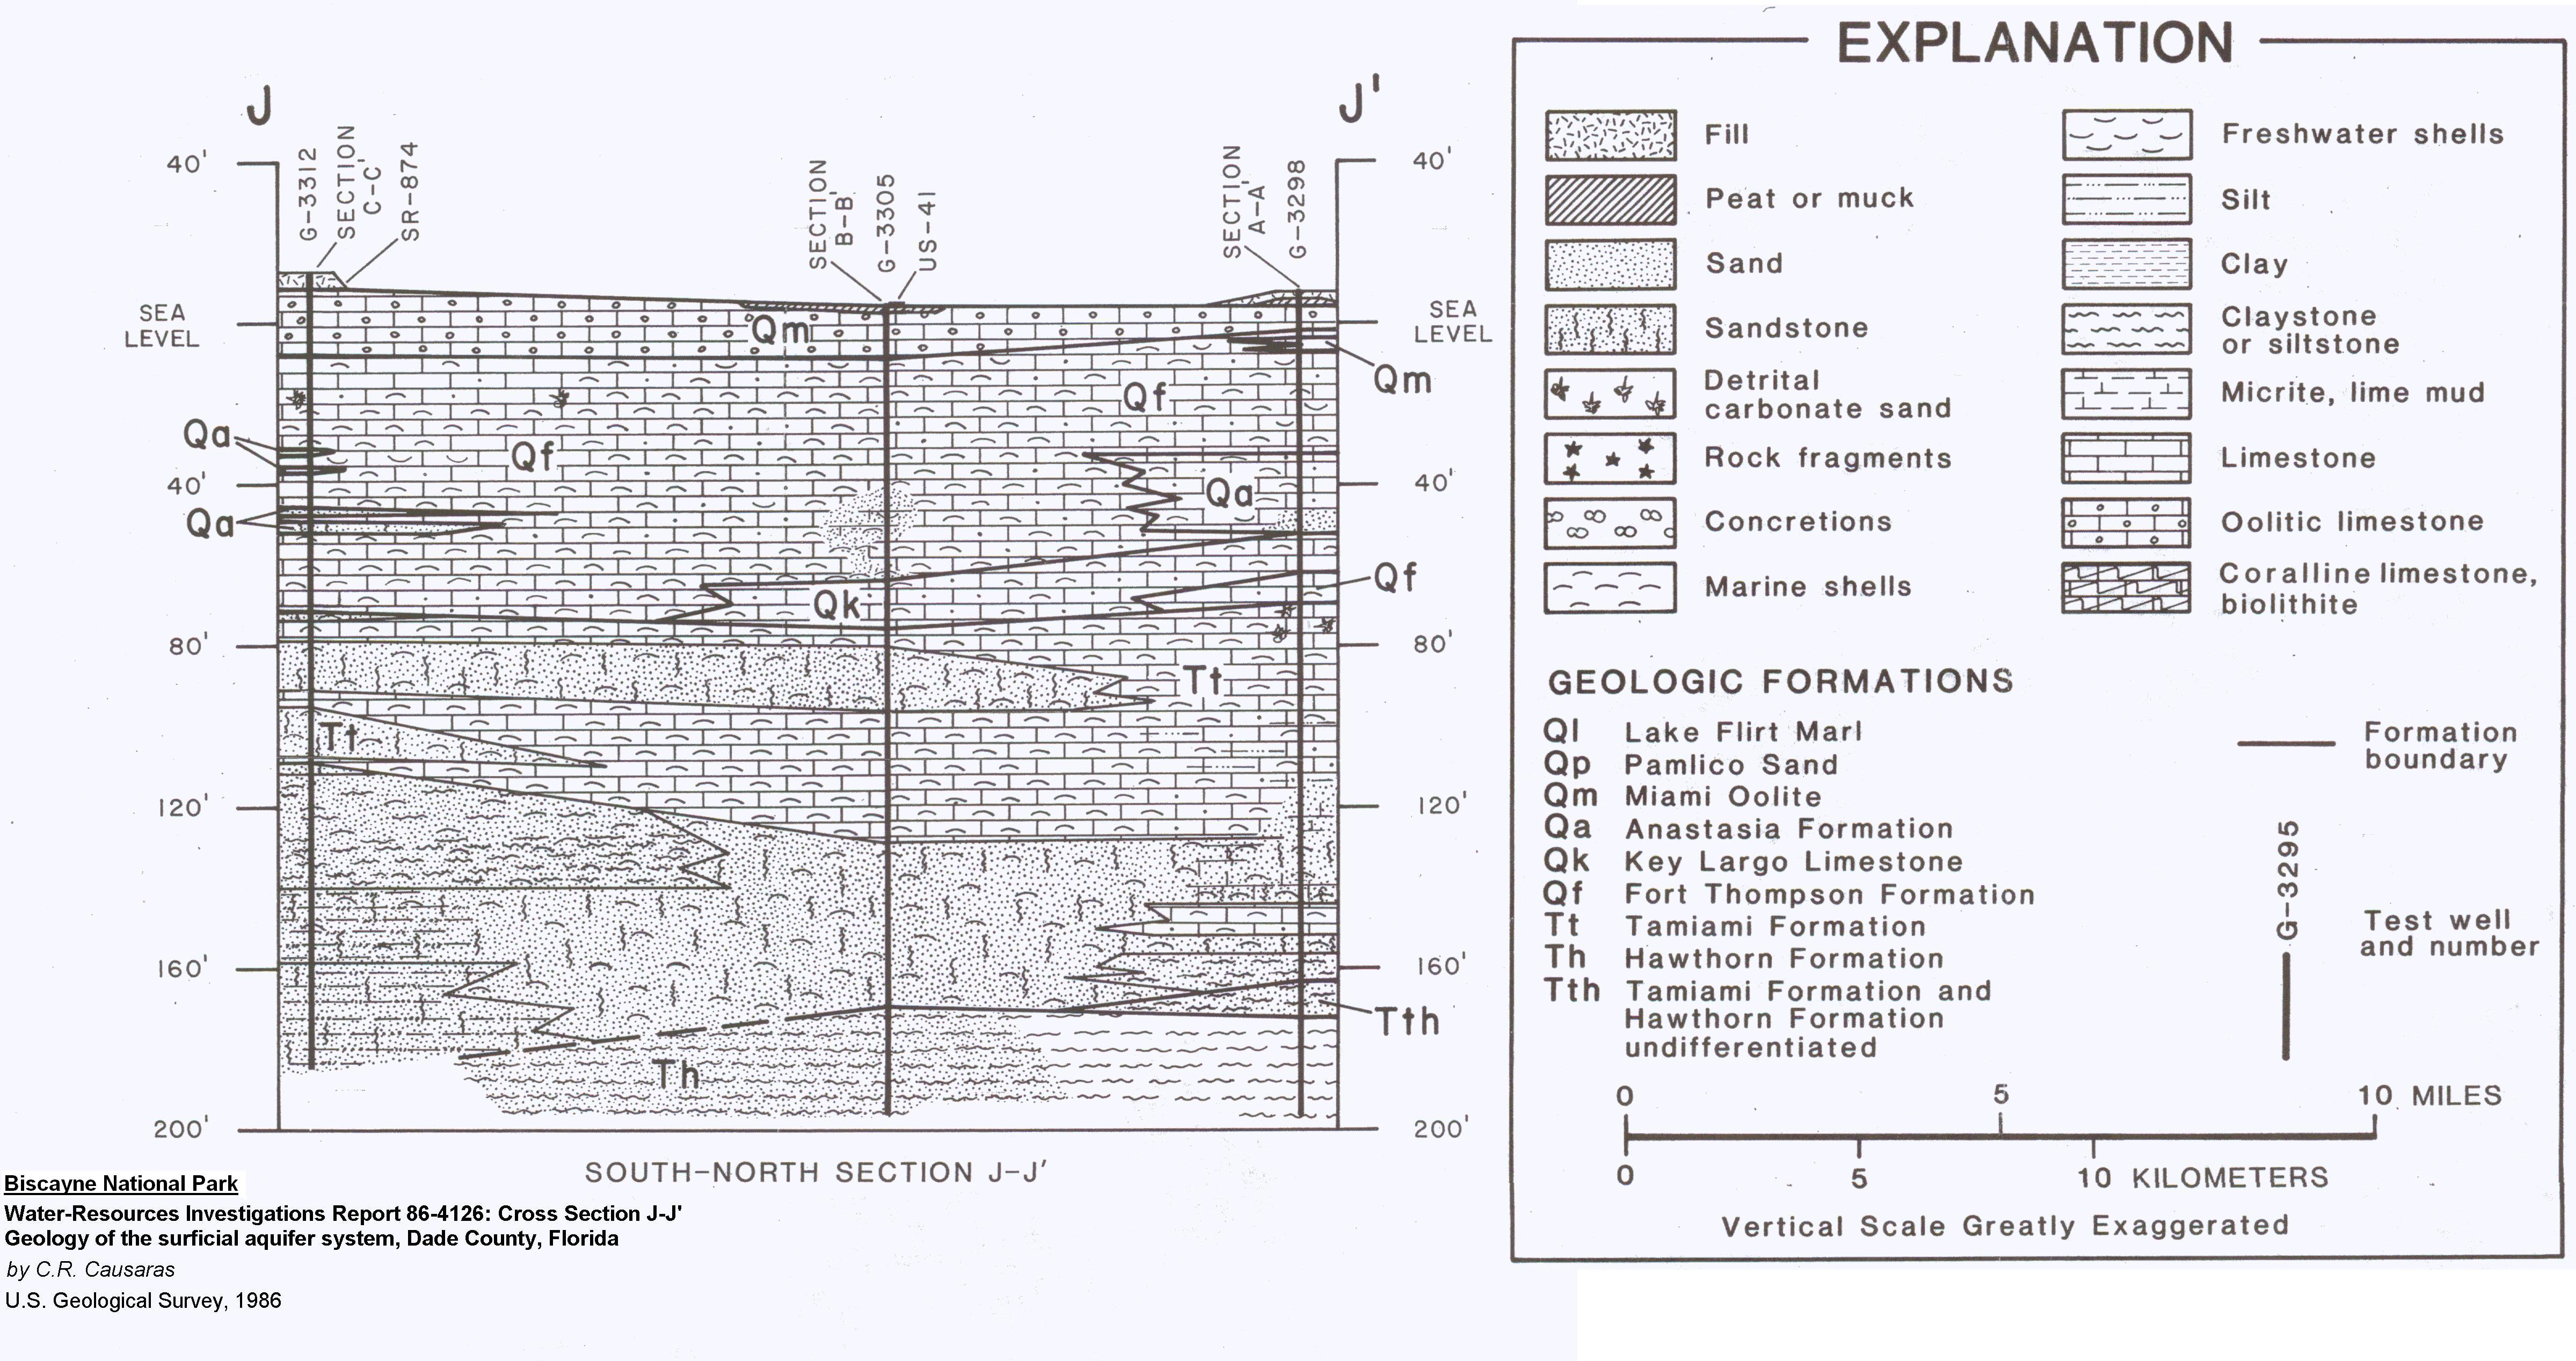 J
J'
G-3312
SECTION
C-C'
SR-874
SECTION
B-B'
G-3305
US-41
SECTION
A-A'
G-3298
40'
SEA
LEVEL
40'
80'
120'
160'
200'
40'
SEA
LEVEL
40'
80'
120'
160'
200'
Qm
Qm
Qf
Qf
Qa
Qa
Qa
Qf
Qk
Tt
Tt
Tth
Th
SOUTH-NORTH SECTION J-J'
Biscayne National Park
Water-Resources Investigations Report 86-4126: Cross Section J-J'
Geology of the surficial aquifer system, Dade County, Florida
by C.R. Causaras
U.S. Geological Survey, 1986
EXPLANATION
Fill
Peat or muck
Sand
Sandstone
Detrital
carbonate sand
Rock fragments
Concretions
Marine shells
Freshwater shells
Silt
Clay
Claystone
or siltstone
Micrite, lime mud
Limestone
Oolitic limestone
Coralline limestone,
biolithite
GEOLOGIC FORMATIONS
Ql Lake Flirt Marl
Qp Pamlico Sand
Qm Miami Oolite
Qa Anastasia Formation
Qk Key Largo Limestone
Qf Fort Thompson Formation
Tt Tamiami Formation
Th Hawthorn Formation
Tth Tamiami Formation and
Hawthorn Formation
undifferentiated
Formation
boundary
G-3295
Test well
and number
0 5 10 MILES
0 5 10 KILOMETERS
Vertical Scale Greatly Exaggerated